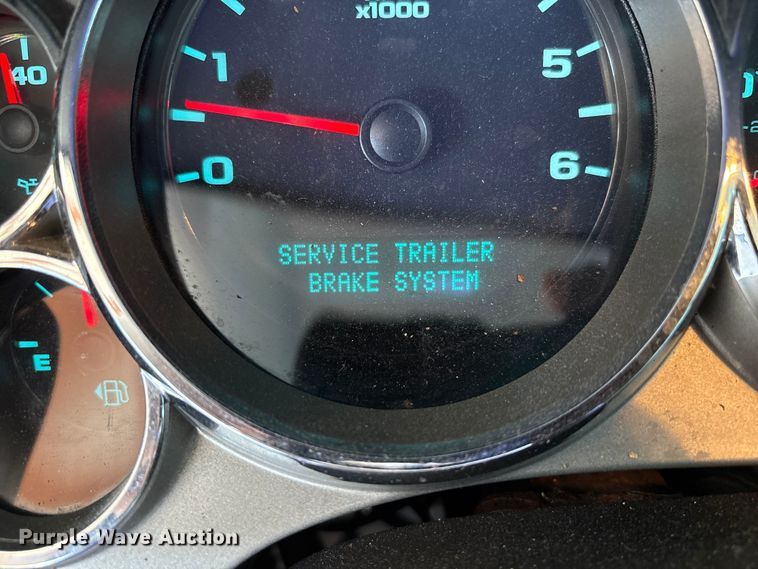 x1000
40
1
5
0
6
SERVICE TRAILER
BRAKE SYSTEM
E
Purple Wave Auction